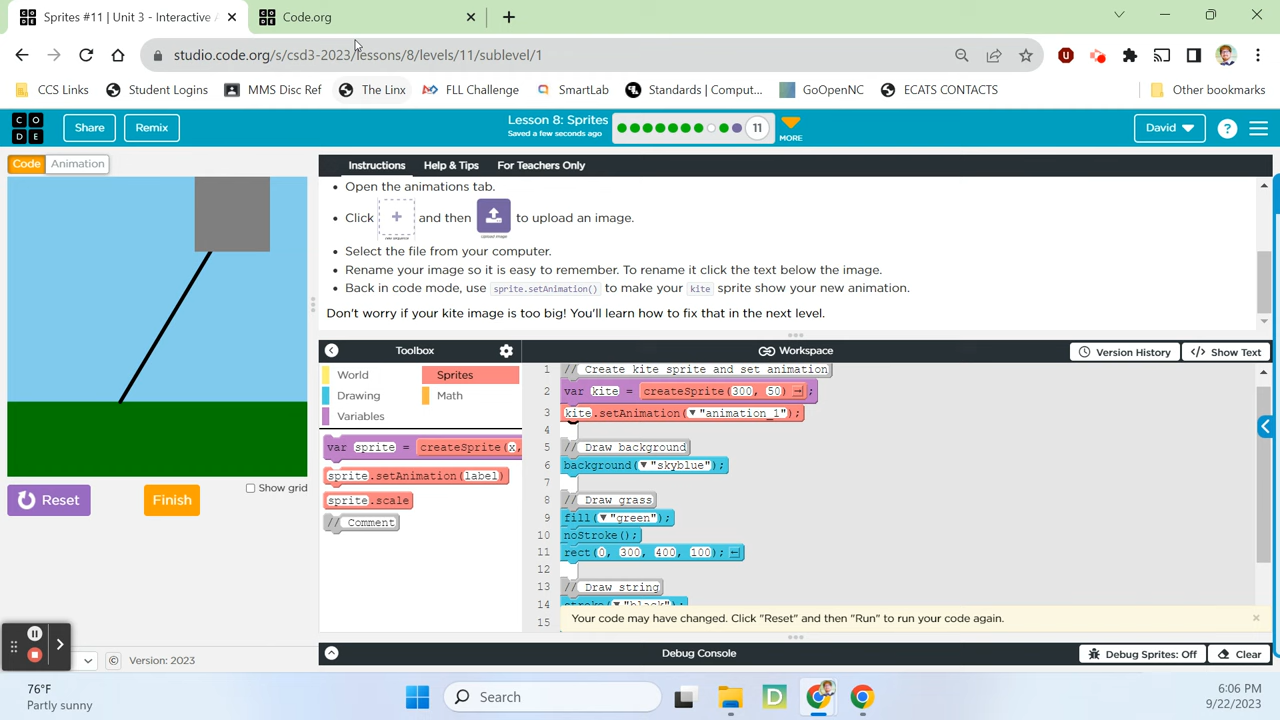 Sprites #11 | Unit 3 - Interactive A
Code.org
studio.code.org/s/csd3-2023/lessons/8/levels/11/sublevel/1
CCS Links
Student Logins
MMS Disc Ref
The Linx
FLL Challenge
SmartLab
Standards | Comput...
GoOpenNC
ECATS CONTACTS
Other bookmarks
C O
D E
Share
Remix
Lesson 8: Sprites
Saved a few seconds ago
11
MORE
David
?
Code
Animation
Instructions
Help & Tips
For Teachers Only
• Open the animations tab.
• Click + and then to upload an image.
• Select the file from your computer.
• Rename your image so it is easy to remember. To rename it click the text below the image.
• Back in code mode, use sprite.setAnimation() to make your kite sprite show your new animation.
Don't worry if your kite image is too big! You'll learn how to fix that in the next level.
Toolbox
Workspace
Version History
</> Show Text
World
Sprites
Drawing
Math
Variables
var sprite = createSprite(x,
sprite.setAnimation(label)
sprite.scale
// Comment
1 // Create kite sprite and set animation
2 var kite = createSprite(300, 50);
3 kite.setAnimation("animation_1");
4
5 // Draw background
6 background("skyblue");
7
8 // Draw grass
9 fill("green");
10 noStroke();
11 rect(0, 300, 400, 100);
12
13 // Draw string
14 stroke("black");
15
Reset
Finish
Show grid
Your code may have changed. Click "Reset" and then "Run" to run your code again.
Debug Console
Debug Sprites: Off
Clear
© Version: 2023
76°F
Partly sunny
Search
6:06 PM
9/22/2023